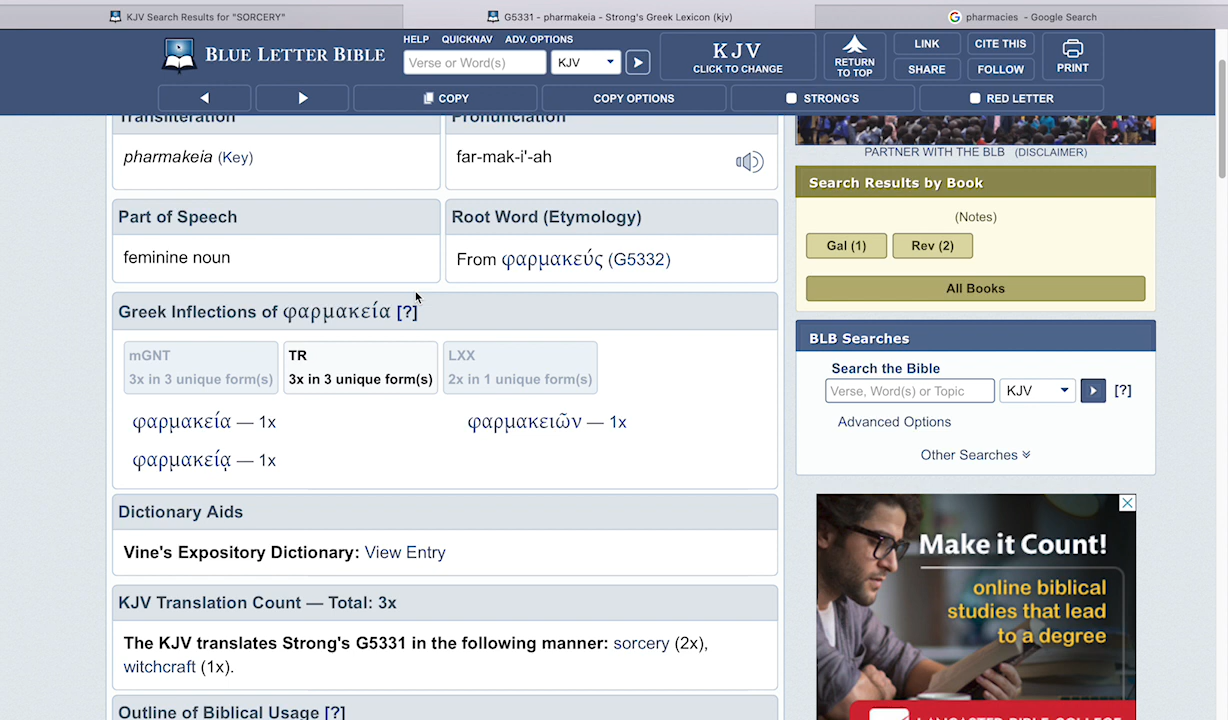 KJV Search Results for "SORCERY"
G5331 - pharmakeia - Strong's Greek Lexicon (kjv)
pharmacies - Google Search
BLUE LETTER BIBLE
HELP QUICKNAV ADV. OPTIONS
Verse or Word(s)
KJV
KJV
CLICK TO CHANGE
RETURN
TO TOP
LINK
CITE THIS
SHARE
FOLLOW
PRINT
COPY
COPY OPTIONS
STRONG'S
RED LETTER
Transliteration
Pronunciation
pharmakeia (Key)
far-mak-i'-ah
Part of Speech
Root Word (Etymology)
feminine noun
From φαρμακεύς (G5332)
Greek Inflections of φαρμακεία [?]
mGNT
3x in 3 unique form(s)
TR
3x in 3 unique form(s)
LXX
2x in 1 unique form(s)
φαρμακεία — 1x
φαρμακειῶν — 1x
φαρμακείᾳ — 1x
Dictionary Aids
Vine's Expository Dictionary: View Entry
KJV Translation Count — Total: 3x
The KJV translates Strong's G5331 in the following manner: sorcery (2x),
witchcraft (1x).
Outline of Biblical Usage [?]
PARTNER WITH THE BLB (DISCLAIMER)
Search Results by Book
(Notes)
Gal (1)
Rev (2)
All Books
BLB Searches
Search the Bible
Verse, Word(s) or Topic
KJV
[?]
Advanced Options
Other Searches
Make it Count!
online biblical
studies that lead
to a degree
LANCASTER BIBLE COLLEGE